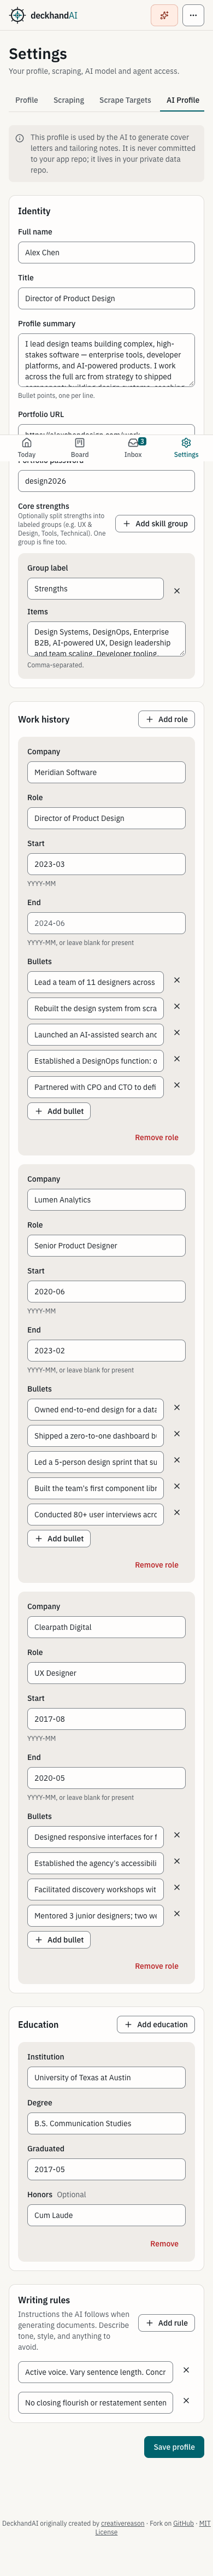 deckhandAI
Settings
Your profile, scraping, AI model and agent access.
Profile
Scraping
Scrape Targets
AI Profile
This profile is used by the AI to generate cover
letters and tailoring notes. It is never committed
to your app repo; it lives in your private data
repo.
Identity
Full name
Alex Chen
Title
Director of Product Design
Profile summary
I lead design teams building complex, high-
stakes software — enterprise tools, developer
platforms, and AI-powered products. I work
across the full arc from strategy to shipped
Bullet points, one per line.
Portfolio URL
Today
Board
Inbox
3
Settings
Portfolio password
design2026
Core strengths
Optionally split strengths into
labeled groups (e.g. UX &
Design, Tools, Technical). One
group is fine too.
Add skill group
Group label
Strengths
Items
Design Systems, DesignOps, Enterprise
B2B, AI-powered UX, Design leadership
and team scaling, Developer tooling,
Comma-separated.
Work history
Add role
Company
Meridian Software
Role
Director of Product Design
Start
2023-03
YYYY-MM
End
2024-06
YYYY-MM, or leave blank for present
Bullets
Lead a team of 11 designers across
Rebuilt the design system from scra
Launched an AI-assisted search and
Established a DesignOps function: o
Partnered with CPO and CTO to defi
Add bullet
Remove role
Company
Lumen Analytics
Role
Senior Product Designer
Start
2020-06
YYYY-MM
End
2023-02
YYYY-MM, or leave blank for present
Bullets
Owned end-to-end design for a data
Shipped a zero-to-one dashboard bu
Led a 5-person design sprint that su
Built the team's first component libr
Conducted 80+ user interviews acro
Add bullet
Remove role
Company
Clearpath Digital
Role
UX Designer
Start
2017-08
YYYY-MM
End
2020-05
YYYY-MM, or leave blank for present
Bullets
Designed responsive interfaces for f
Established the agency's accessibili
Facilitated discovery workshops wit
Mentored 3 junior designers; two we
Add bullet
Remove role
Education
Add education
Institution
University of Texas at Austin
Degree
B.S. Communication Studies
Graduated
2017-05
Honors Optional
Cum Laude
Remove
Writing rules
Instructions the AI follows when
generating documents. Describe
tone, style, and anything to
avoid.
Add rule
Active voice. Vary sentence length. Concr
No closing flourish or restatement senten
Save profile
DeckhandAI originally created by creativereason · Fork on GitHub · MIT
License